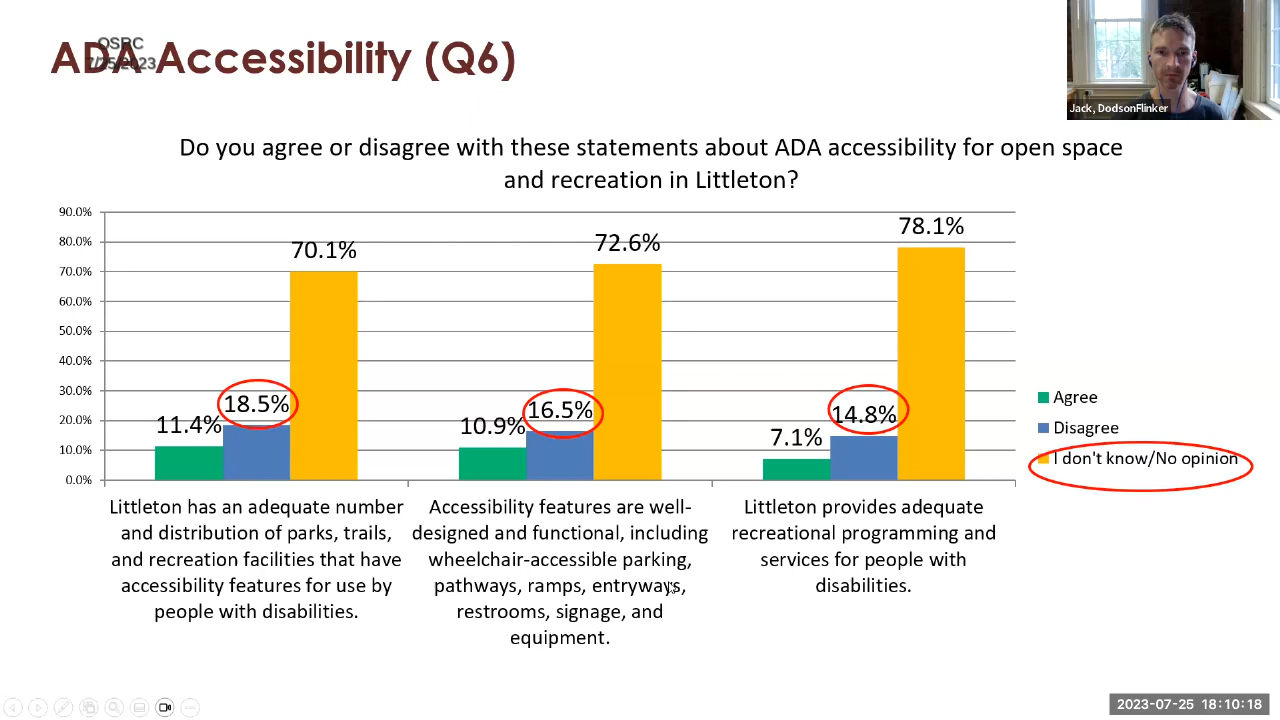 OSRC
7/25/2023
ADA Accessibility (Q6)
Jack, DodsonFlinker
Do you agree or disagree with these statements about ADA accessibility for open space
and recreation in Littleton?
90.0%
80.0%
70.0%
60.0%
50.0%
40.0%
30.0%
20.0%
10.0%
0.0%
11.4%
18.5%
70.1%
10.9%
16.5%
72.6%
7.1%
14.8%
78.1%
Agree
Disagree
I don't know/No opinion
Littleton has an adequate number
and distribution of parks, trails,
and recreation facilities that have
accessibility features for use by
people with disabilities.
Accessibility features are well-
designed and functional, including
wheelchair-accessible parking,
pathways, ramps, entryways,
restrooms, signage, and
equipment.
Littleton provides adequate
recreational programming and
services for people with
disabilities.
2023-07-25 18:10:18